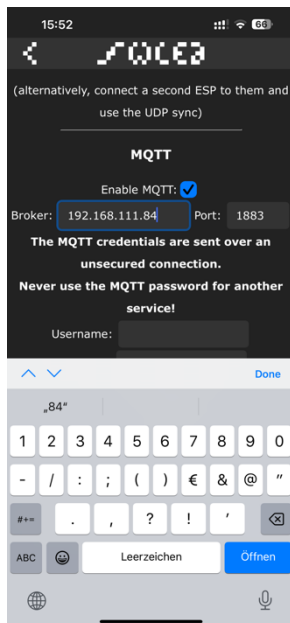 15:52
66
(alternatively, connect a second ESP to them and
use the UDP sync)
MQTT
Enable MQTT:
Broker: 192.168.111.84 Port: 1883
The MQTT credentials are sent over an
unsecured connection.
Never use the MQTT password for another
service!
Username:
Done
„84“
1 2 3 4 5 6 7 8 9 0
- / : ; ( ) € & @ "
#+= . , ? ! '
ABC Leerzeichen Öffnen